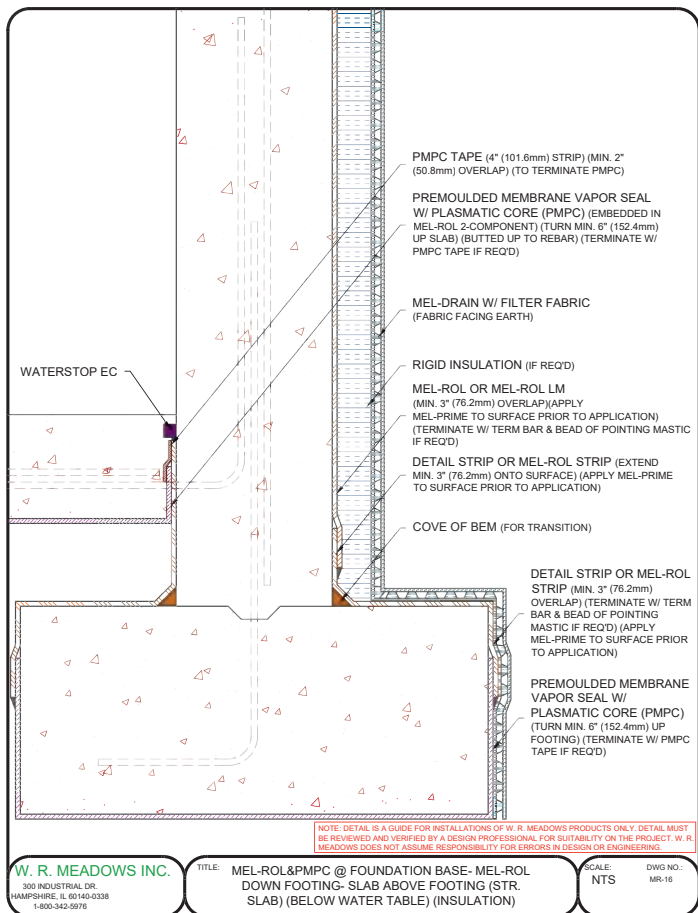 PMPC TAPE (4" (101.6mm) STRIP) (MIN. 2"
(50.8mm) OVERLAP) (TO TERMINATE PMPC)
PREMOULDED MEMBRANE VAPOR SEAL
W/ PLASMATIC CORE (PMPC) (EMBEDDED IN
MEL-ROL 2-COMPONENT) (TURN MIN. 6" (152.4mm)
UP SLAB) (BUTTED UP TO REBAR) (TERMINATE W/
PMPC TAPE IF REQ'D)
MEL-DRAIN W/ FILTER FABRIC
(FABRIC FACING EARTH)
WATERSTOP EC
RIGID INSULATION (IF REQ'D)
MEL-ROL OR MEL-ROL LM
(MIN. 3" (76.2mm) OVERLAP)(APPLY
MEL-PRIME TO SURFACE PRIOR TO APPLICATION)
(TERMINATE W/ TERM BAR & BEAD OF POINTING MASTIC
IF REQ'D)
DETAIL STRIP OR MEL-ROL STRIP (EXTEND
MIN. 3" (76.2mm) ONTO SURFACE) (APPLY MEL-PRIME
TO SURFACE PRIOR TO APPLICATION)
COVE OF BEM (FOR TRANSITION)
DETAIL STRIP OR MEL-ROL
STRIP (MIN. 3" (76.2mm)
OVERLAP) (TERMINATE W/ TERM
BAR & BEAD OF POINTING
MASTIC IF REQ'D) (APPLY
MEL-PRIME TO SURFACE PRIOR
TO APPLICATION)
PREMOULDED MEMBRANE
VAPOR SEAL W/
PLASMATIC CORE (PMPC)
(TURN MIN. 6" (152.4mm) UP
FOOTING) (TERMINATE W/ PMPC
TAPE IF REQ'D)
NOTE: DETAIL IS A GUIDE FOR INSTALLATIONS OF W. R. MEADOWS PRODUCTS ONLY. DETAIL MUST
BE REVIEWED AND VERIFIED BY A DESIGN PROFESSIONAL FOR SUITABILITY ON THE PROJECT. W. R.
MEADOWS DOES NOT ASSUME RESPONSIBILITY FOR ERRORS IN DESIGN OR ENGINEERING.
W. R. MEADOWS INC.
300 INDUSTRIAL DR.
HAMPSHIRE, IL 60140-0338
1-800-342-5976
TITLE: MEL-ROL&PMPC @ FOUNDATION BASE- MEL-ROL
DOWN FOOTING- SLAB ABOVE FOOTING (STR.
SLAB) (BELOW WATER TABLE) (INSULATION)
SCALE:
NTS
DWG NO.:
MR-16